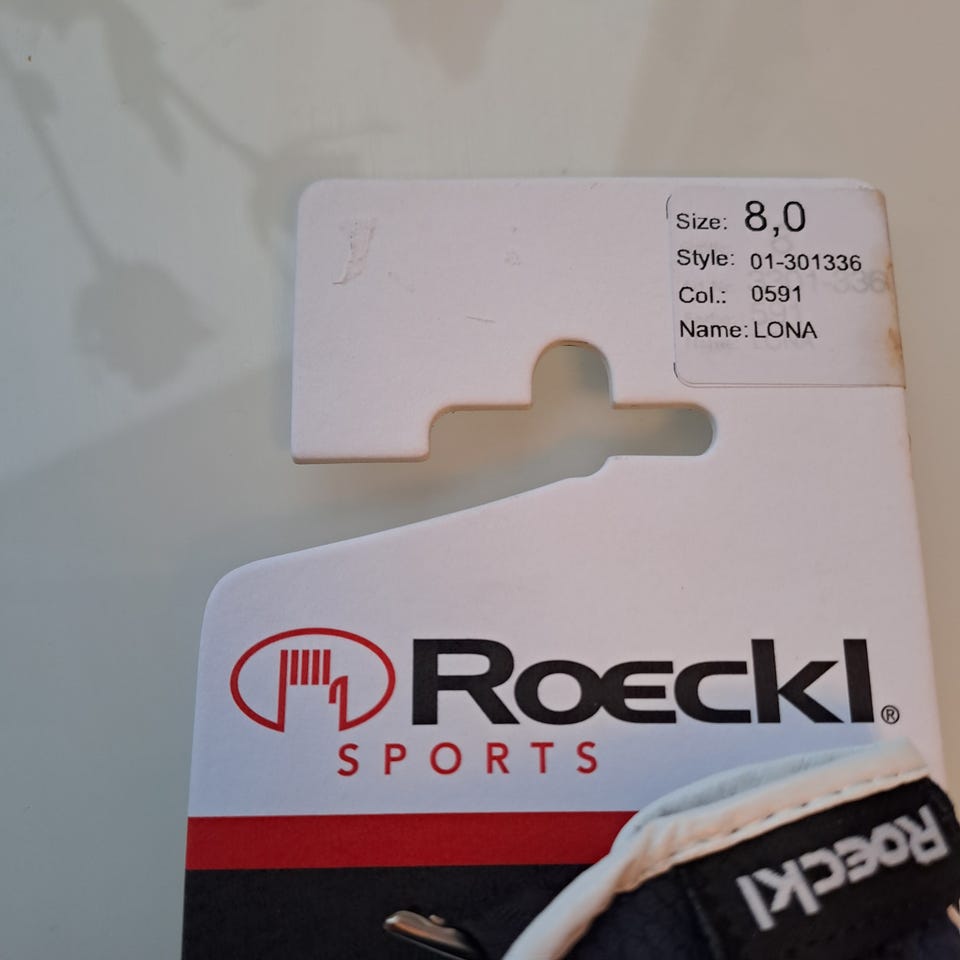 Size: 8,0
Style: 01-301336
Col.: 0591
Name: LONA
Roeckl®
SPORTS
Roeckl